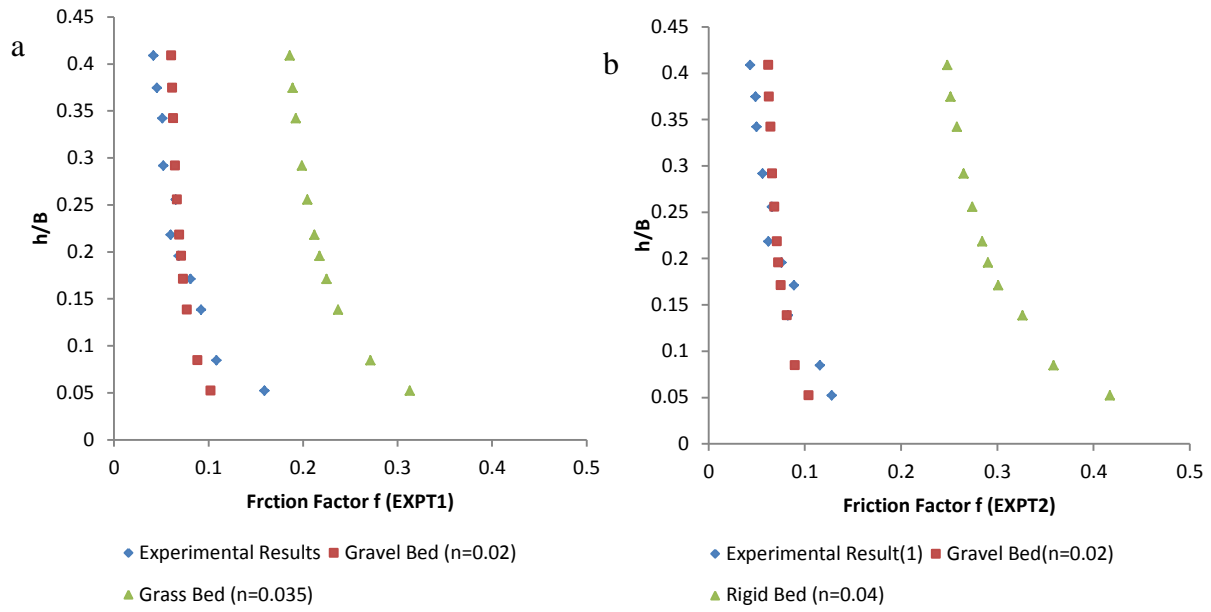 a
0.45
0.4
0.35
0.3
0.25
0.2
0.15
0.1
0.05
0
h/B
0 0.1 0.2 0.3 0.4 0.5
Frction Factor f (EXPT1)
Experimental Results Gravel Bed (n=0.02)
Grass Bed (n=0.035)
b
0.45
0.4
0.35
0.3
0.25
0.2
0.15
0.1
0.05
0
h/B
0 0.1 0.2 0.3 0.4 0.5
Friction Factor f (EXPT2)
Experimental Result(1) Gravel Bed(n=0.02)
Rigid Bed (n=0.04)